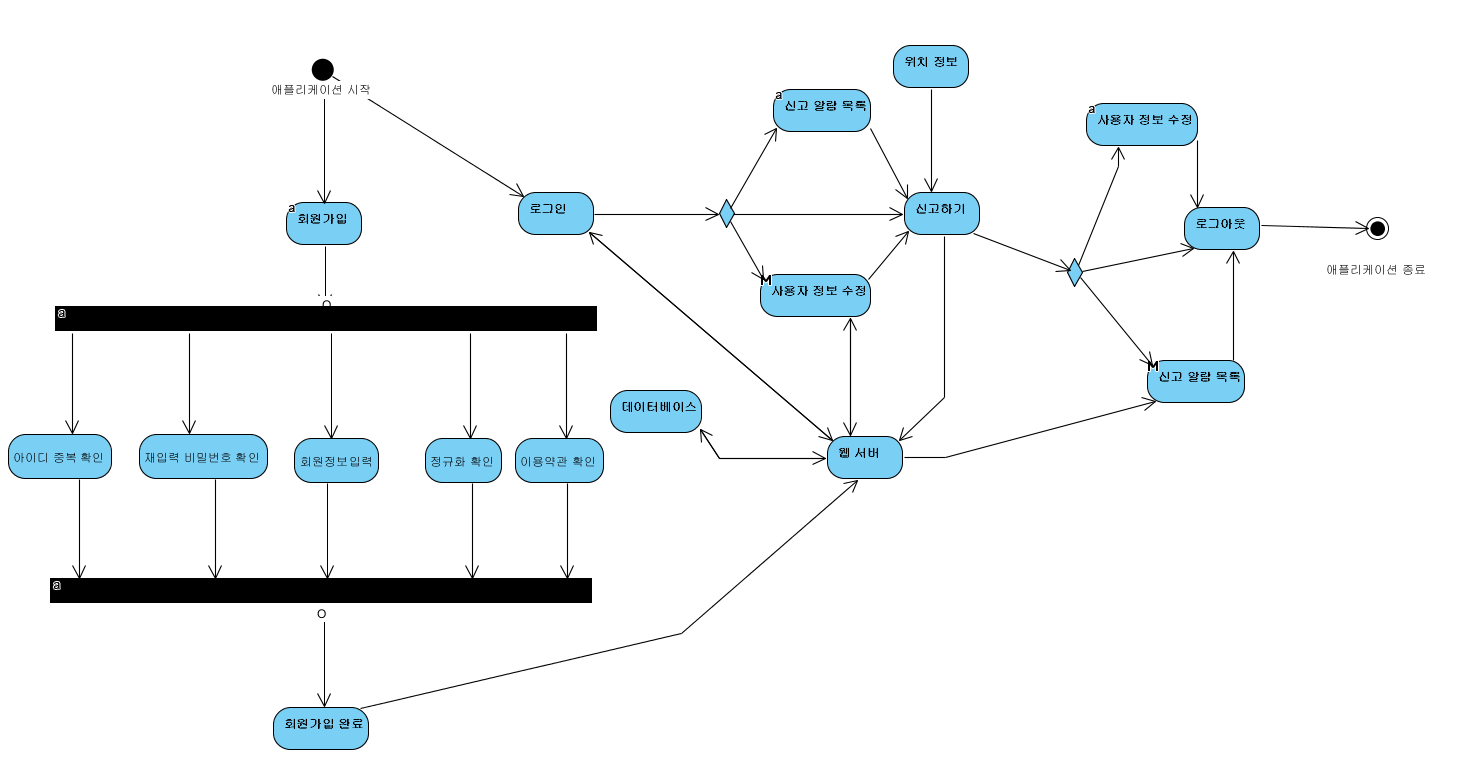 애플리케이션 시작
위치 정보
a
신고 알람 목록
a
사용자 정보 수정
a
회원가입
로그인
신고하기
로그아웃
애플리케이션 종료
M
사용자 정보 수정
a
M
신고 알람 목록
데이터베이스
웹 서버
아이디 중복 확인
재입력 비밀번호 확인
회원정보입력
정규화 확인
이용약관 확인
a
회원가입 완료